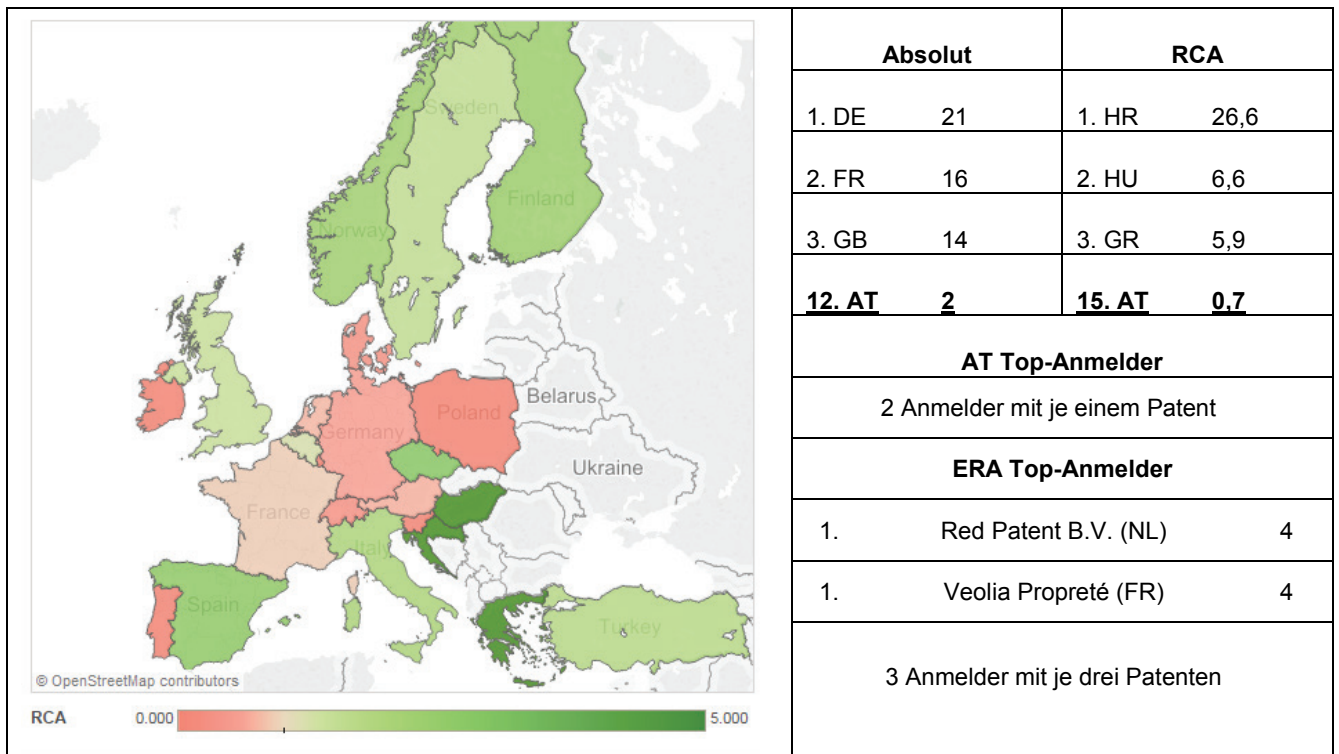 Sweden
Finland
Norway
Belarus
Poland
Germany
Ukraine
France
Italy
Spain
Turkey
© OpenStreetMap contributors
RCA 0.000 5.000
Absolut RCA
1. DE 21 1. HR 26,6
2. FR 16 2. HU 6,6
3. GB 14 3. GR 5,9
12. AT 2 15. AT 0,7
AT Top-Anmelder
2 Anmelder mit je einem Patent
ERA Top-Anmelder
1. Red Patent B.V. (NL) 4
1. Veolia Propreté (FR) 4
3 Anmelder mit je drei Patenten